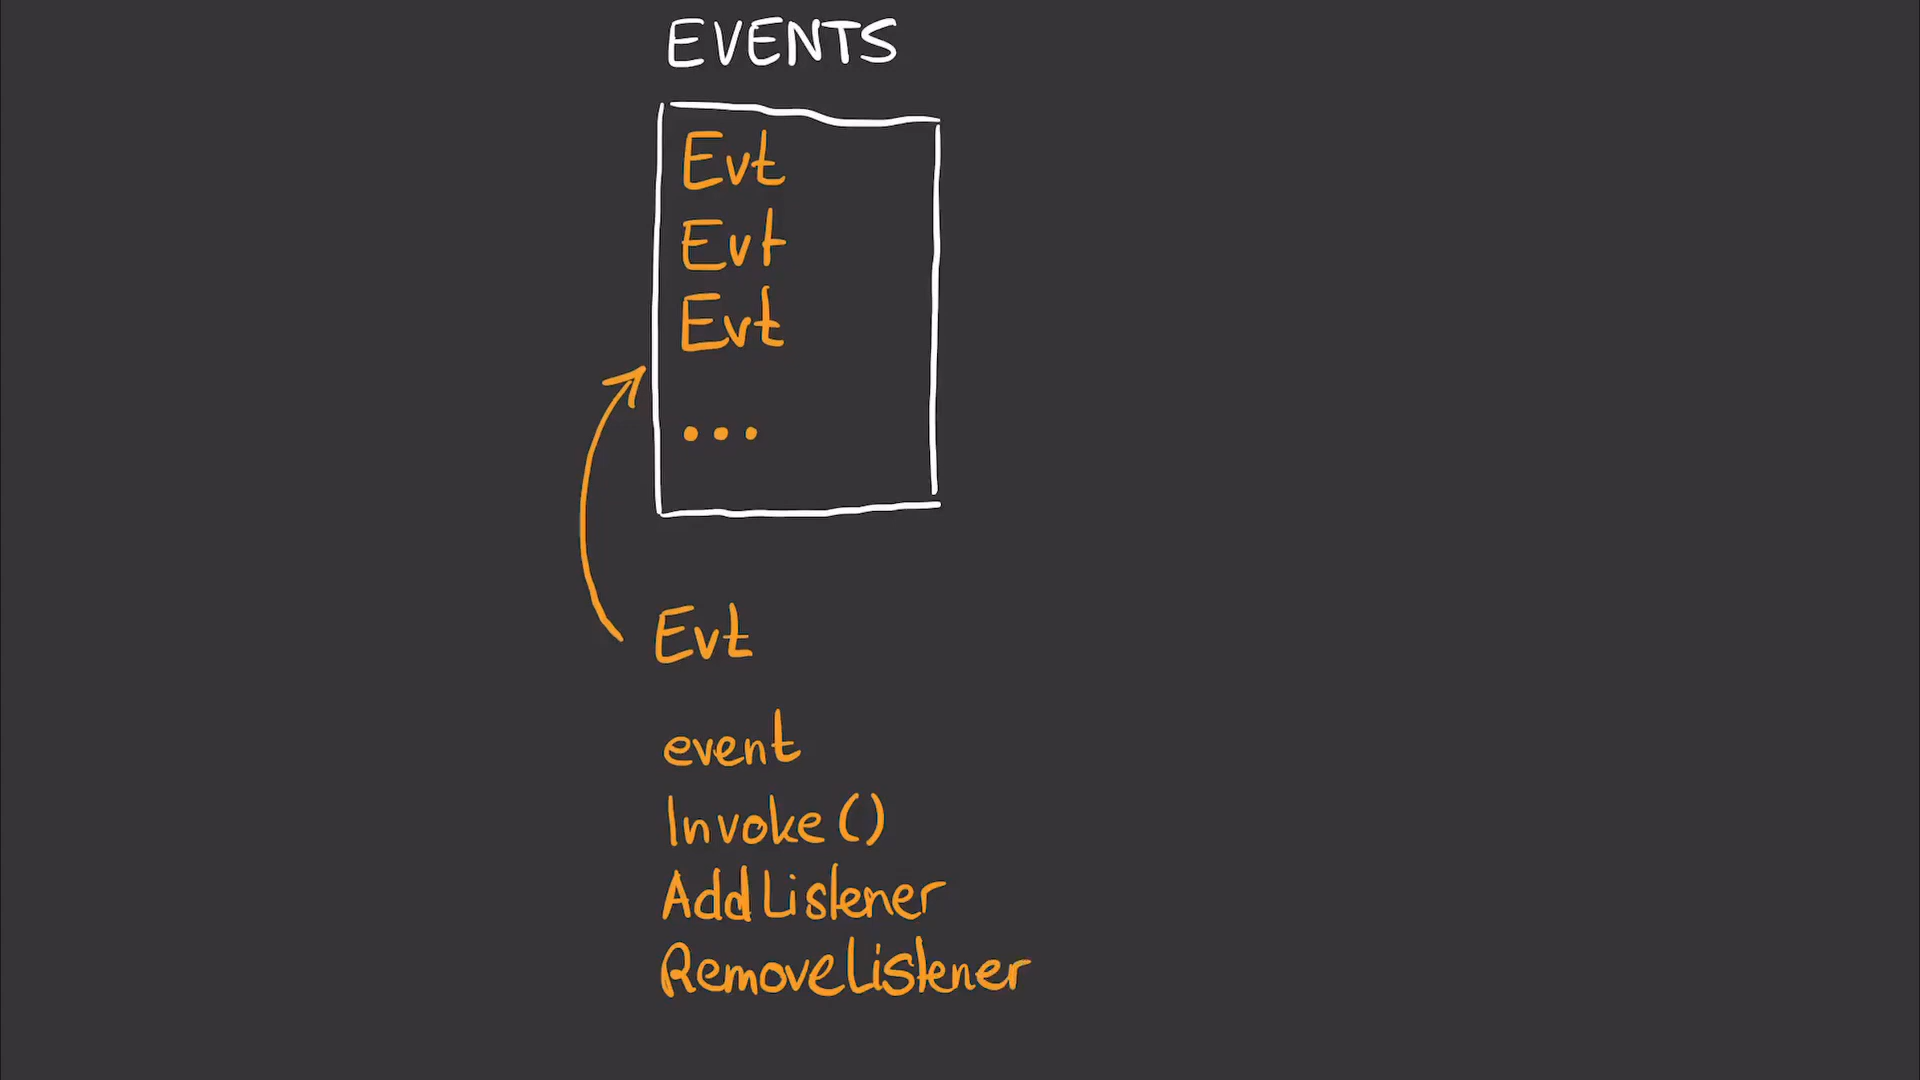 EVENTS
Evt
Evt
Evt
...
Evt
event
Invoke()
AddListener
RemoveListener